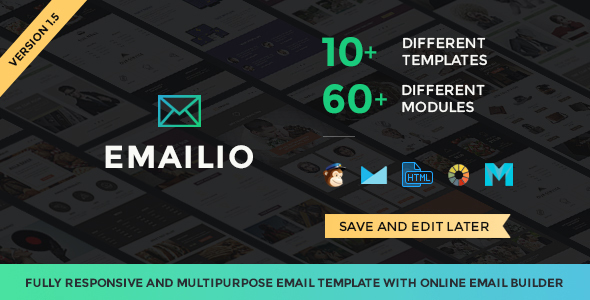 VERSION 1.5
EMAILIO
10+
DIFFERENT
TEMPLATES
60+
DIFFERENT
MODULES
HTML
SAVE AND EDIT LATER
FULLY RESPONSIVE AND MULTIPURPOSE EMAIL TEMPLATE WITH ONLINE EMAIL BUILDER